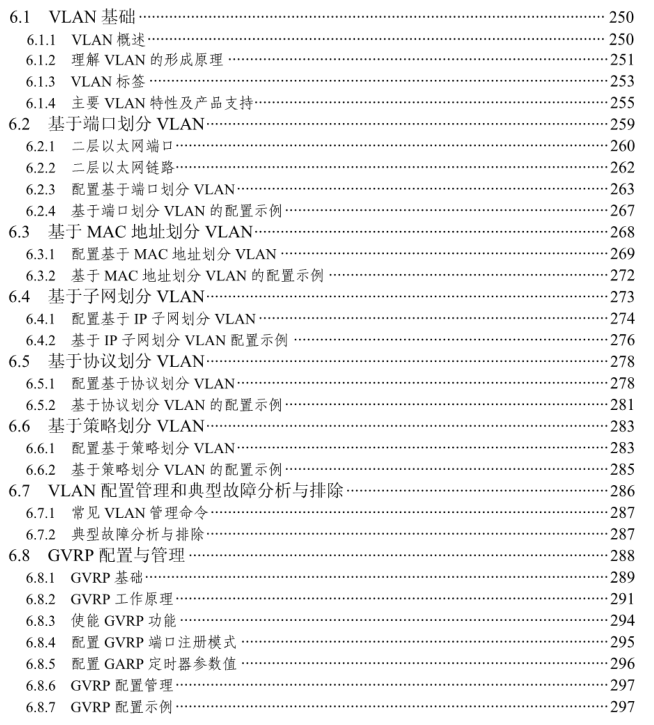 6.1 VLAN 基础 250
6.1.1 VLAN 概述 250
6.1.2 理解 VLAN 的形成原理 251
6.1.3 VLAN 标签 253
6.1.4 主要 VLAN 特性及产品支持 255
6.2 基于端口划分 VLAN 259
6.2.1 二层以太网端口 260
6.2.2 二层以太网链路 262
6.2.3 配置基于端口划分 VLAN 263
6.2.4 基于端口划分 VLAN 的配置示例 267
6.3 基于 MAC 地址划分 VLAN 268
6.3.1 配置基于 MAC 地址划分 VLAN 269
6.3.2 基于 MAC 地址划分 VLAN 的配置示例 272
6.4 基于子网划分 VLAN 273
6.4.1 配置基于 IP 子网划分 VLAN 274
6.4.2 基于 IP 子网划分 VLAN 配置示例 276
6.5 基于协议划分 VLAN 278
6.5.1 配置基于协议划分 VLAN 278
6.5.2 基于协议划分 VLAN 的配置示例 281
6.6 基于策略划分 VLAN 283
6.6.1 配置基于策略划分 VLAN 283
6.6.2 基于策略划分 VLAN 的配置示例 285
6.7 VLAN 配置管理和典型故障分析与排除 286
6.7.1 常见 VLAN 管理命令 287
6.7.2 典型故障分析与排除 287
6.8 GVRP 配置与管理 288
6.8.1 GVRP 基础 289
6.8.2 GVRP 工作原理 291
6.8.3 使能 GVRP 功能 294
6.8.4 配置 GVRP 端口注册模式 295
6.8.5 配置 GARP 定时器参数值 296
6.8.6 GVRP 配置管理 297
6.8.7 GVRP 配置示例 297